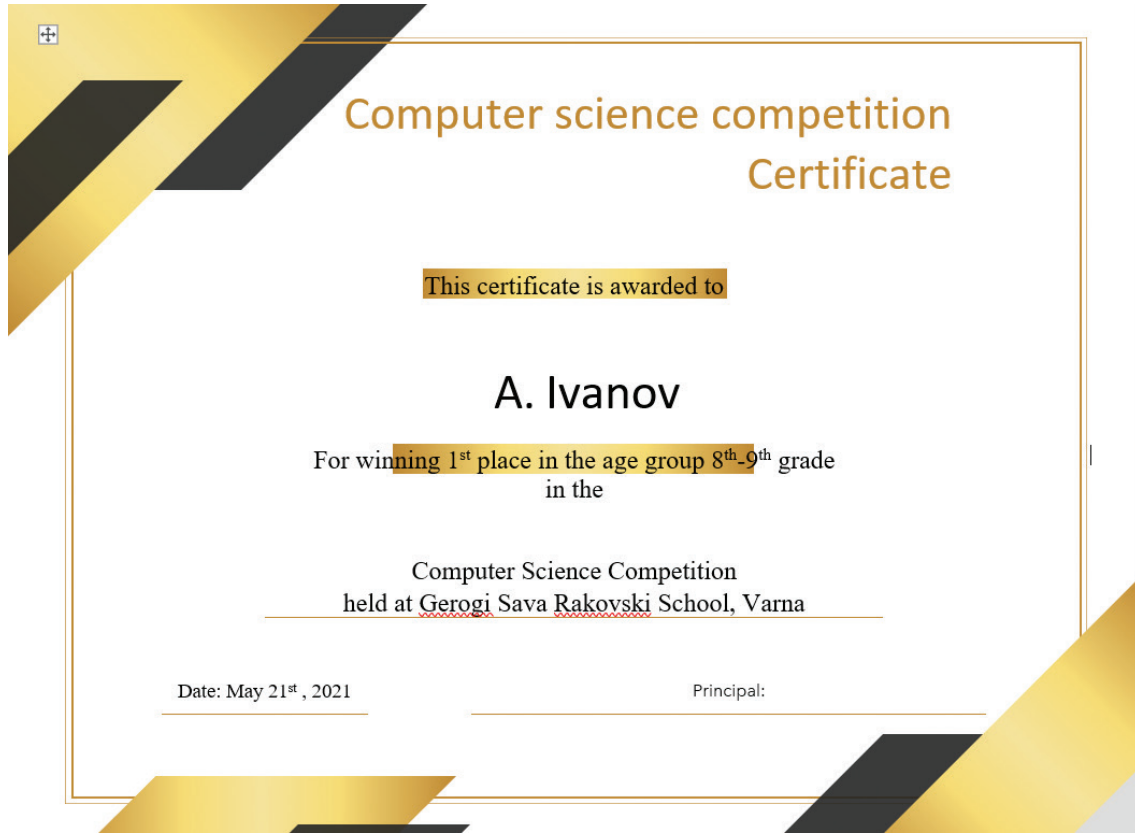 Computer science competition
Certificate
This certificate is awarded to
A. Ivanov
For winning 1st place in the age group 8th-9th grade
in the
Computer Science Competition
held at Gerogi Sava Rakovski School, Varna
Date: May 21st , 2021
Principal: